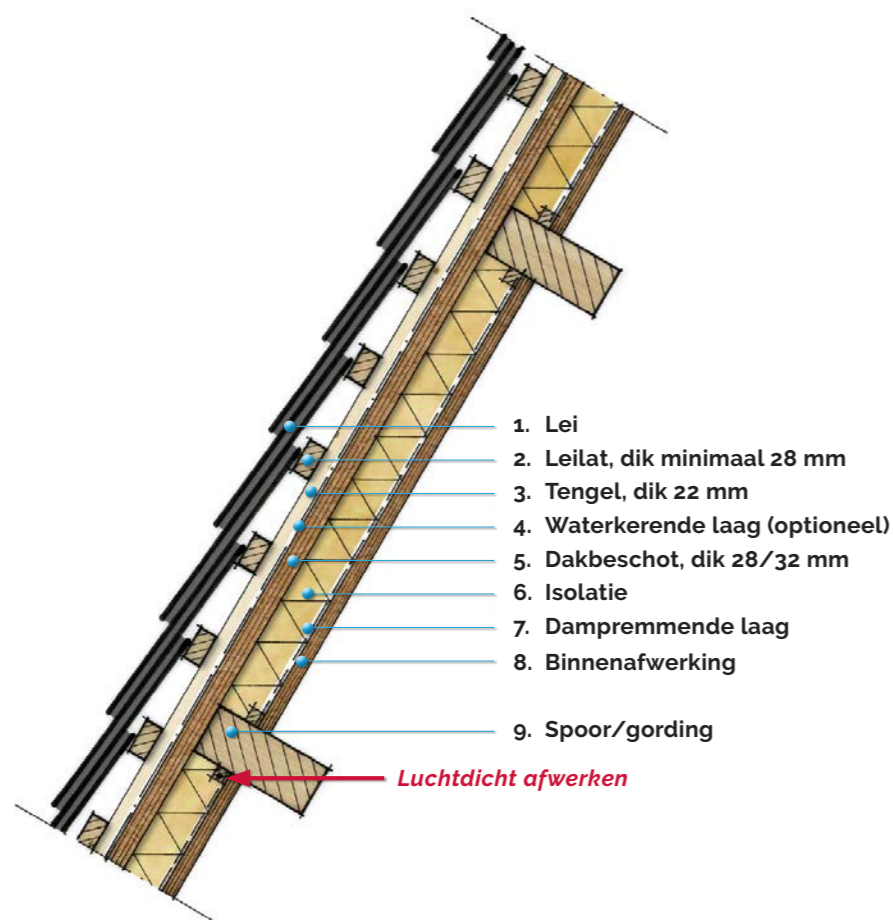 1. Lei
2. Leilat, dik minimaal 28 mm
3. Tengel, dik 22 mm
4. Waterkerende laag (optioneel)
5. Dakbeschot, dik 28/32 mm
6. Isolatie
7. Dampremmende laag
8. Binnenafwerking
9. Spoor/gording
Luchtdicht afwerken